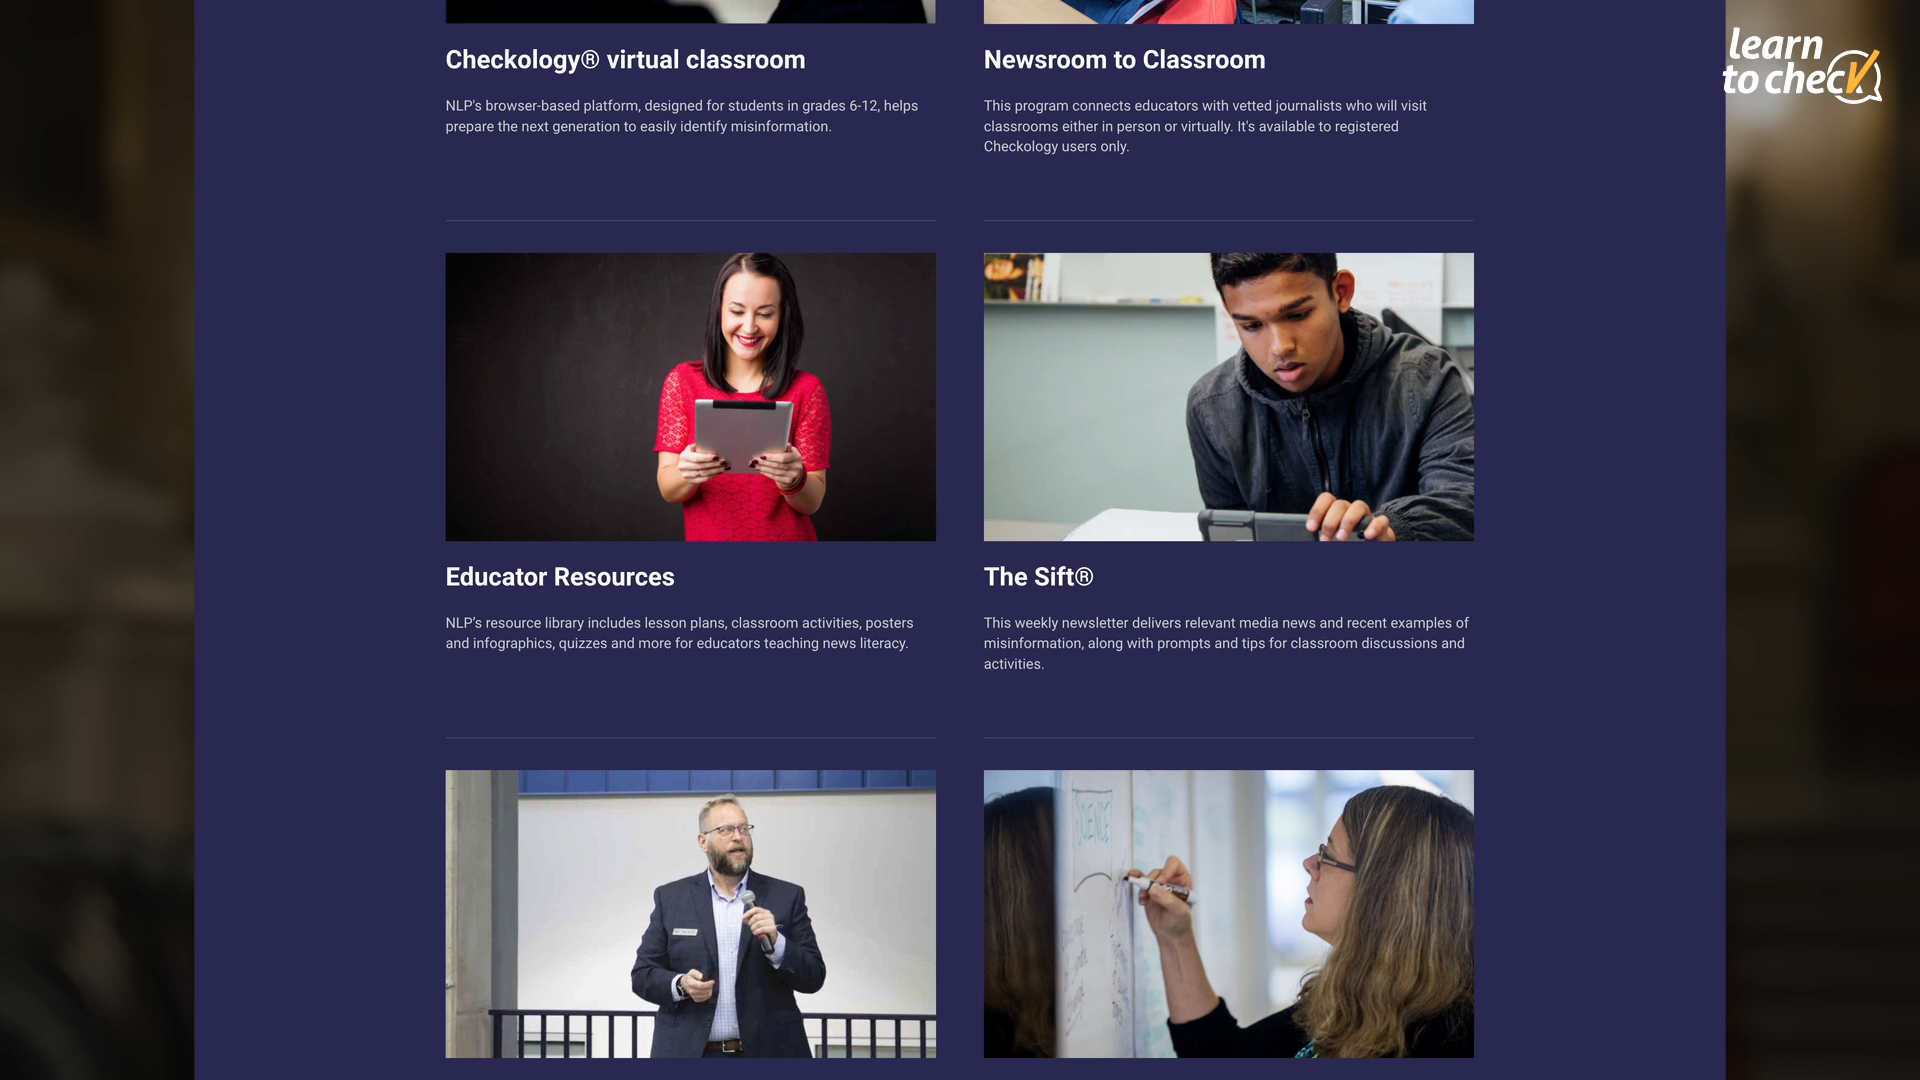 learn
to check
Checkology® virtual classroom
NLP's browser-based platform, designed for students in grades 6-12, helps
prepare the next generation to easily identify misinformation.
Newsroom to Classroom
This program connects educators with vetted journalists who will visit
classrooms either in person or virtually. It's available to registered
Checkology users only.
Educator Resources
NLP’s resource library includes lesson plans, classroom activities, posters
and infographics, quizzes and more for educators teaching news literacy.
The Sift®
This weekly newsletter delivers relevant media news and recent examples of
misinformation, along with prompts and tips for classroom discussions and
activities.
SCIENCE